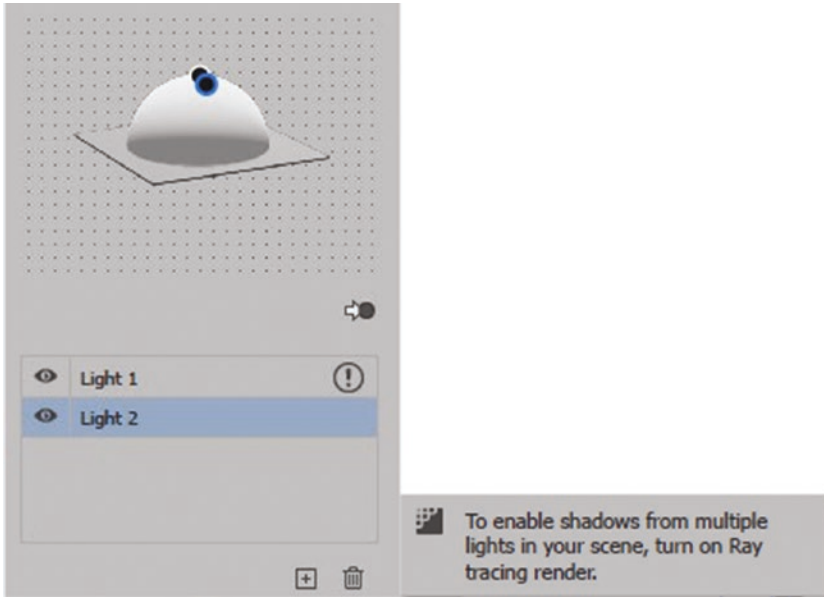 Light 1
Light 2
To enable shadows from multiple
lights in your scene, turn on Ray
tracing render.